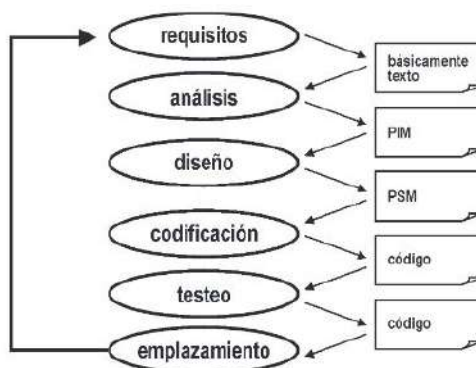 requisitos
básicamente
texto
análisis
PIM
diseño
PSM
codificación
código
testeo
código
emplazamiento